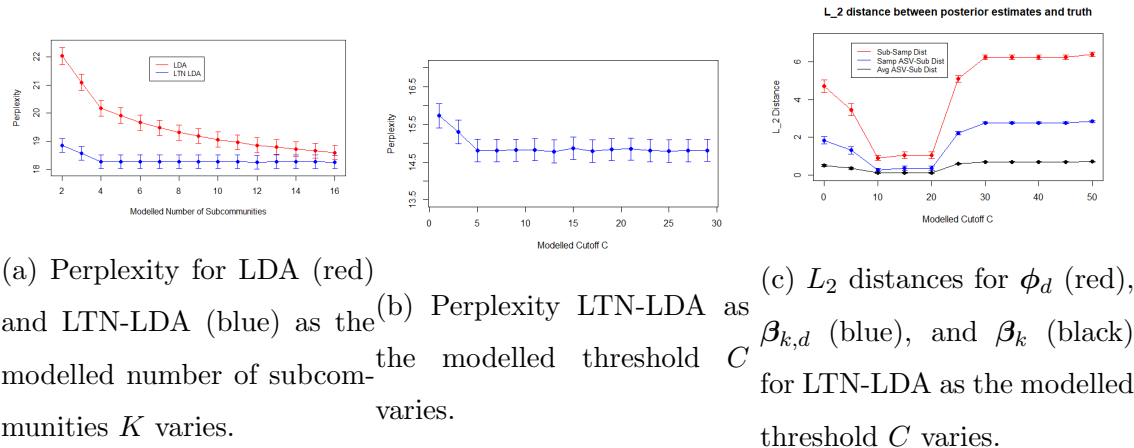 22
21
20
19
18
Perplexity
LDA
LTN LDA
2 4 6 8 10 12 14 16
Modelled Number of Subcommunities
16.5
15.5
14.5
13.5
Perplexity
0 5 10 15 20 25 30
Modelled Cutoff C
L_2 distance between posterior estimates and truth
6
4
2
0
L_2 Distance
Sub-Samp Dist
Samp ASV-Sub Dist
Avg ASV-Sub Dist
0 10 20 30 40 50
Modelled Cutoff C
(a) Perplexity for LDA (red)
and LTN-LDA (blue) as the
modelled number of subcom-
munities K varies.
(b) Perplexity LTN-LDA as
the modelled threshold C
varies.
(c) L₂ distances for ϕ_d (red),
β_{k,d} (blue), and β_k (black)
for LTN-LDA as the modelled
threshold C varies.